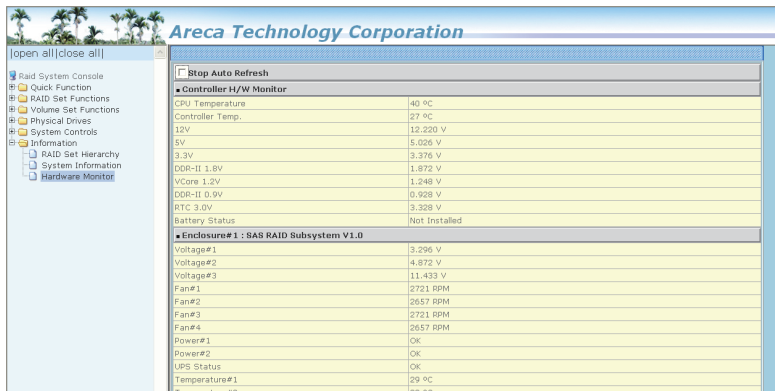 Areca Technology Corporation
|open all|close all|
Raid System Console
Quick Function
RAID Set Functions
Volume Set Functions
Physical Drives
System Controls
Information
RAID Set Hierarchy
System Information
Hardware Monitor
Stop Auto Refresh
Controller H/W Monitor
CPU Temperature 40 ºC
Controller Temp. 27 ºC
12V 12.220 V
5V 5.026 V
3.3V 3.376 V
DDR-II 1.8V 1.872 V
VCore 1.2V 1.248 V
DDR-II 0.9V 0.928 V
RTC 3.0V 3.328 V
Battery Status Not Installed
Enclosure#1 : SAS RAID Subsystem V1.0
Voltage#1 3.296 V
Voltage#2 4.872 V
Voltage#3 11.433 V
Fan#1 2721 RPM
Fan#2 2657 RPM
Fan#3 2721 RPM
Fan#4 2657 RPM
Power#1 OK
Power#2 OK
UPS Status OK
Temperature#1 29 ºC